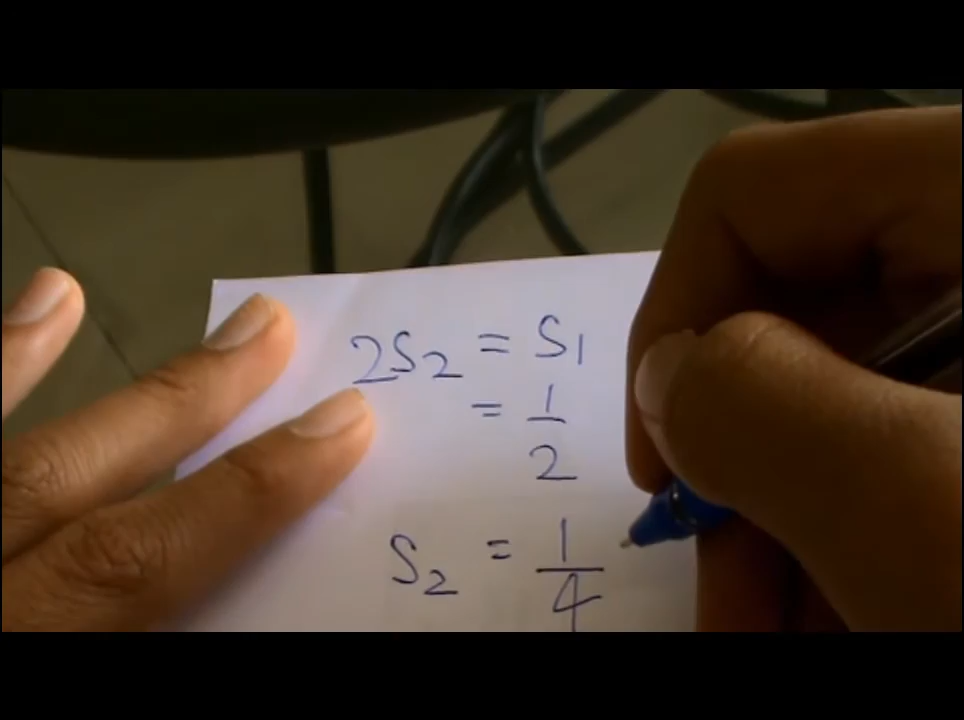 2S₂ = S₁
= 1/2
S₂ = 1/4